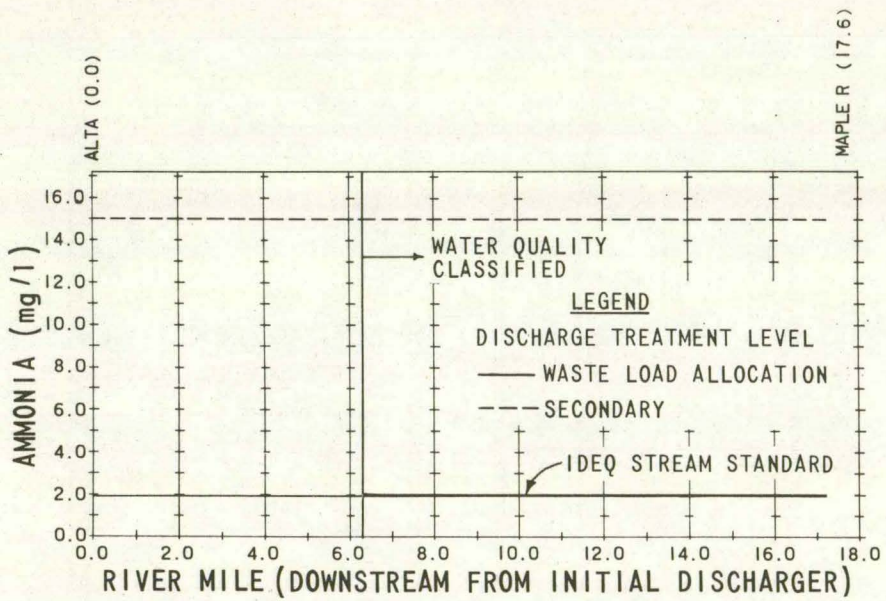 ALTA (0.0)
MAPLE R (17.6)
AMMONIA (mg/l)
16.0
14.0
12.0
10.0
8.0
6.0
4.0
2.0
0.0
WATER QUALITY
CLASSIFIED
LEGEND
DISCHARGE TREATMENT LEVEL
WASTE LOAD ALLOCATION
SECONDARY
IDEQ STREAM STANDARD
0.0 2.0 4.0 6.0 8.0 10.0 12.0 14.0 16.0 18.0
RIVER MILE (DOWNSTREAM FROM INITIAL DISCHARGER)